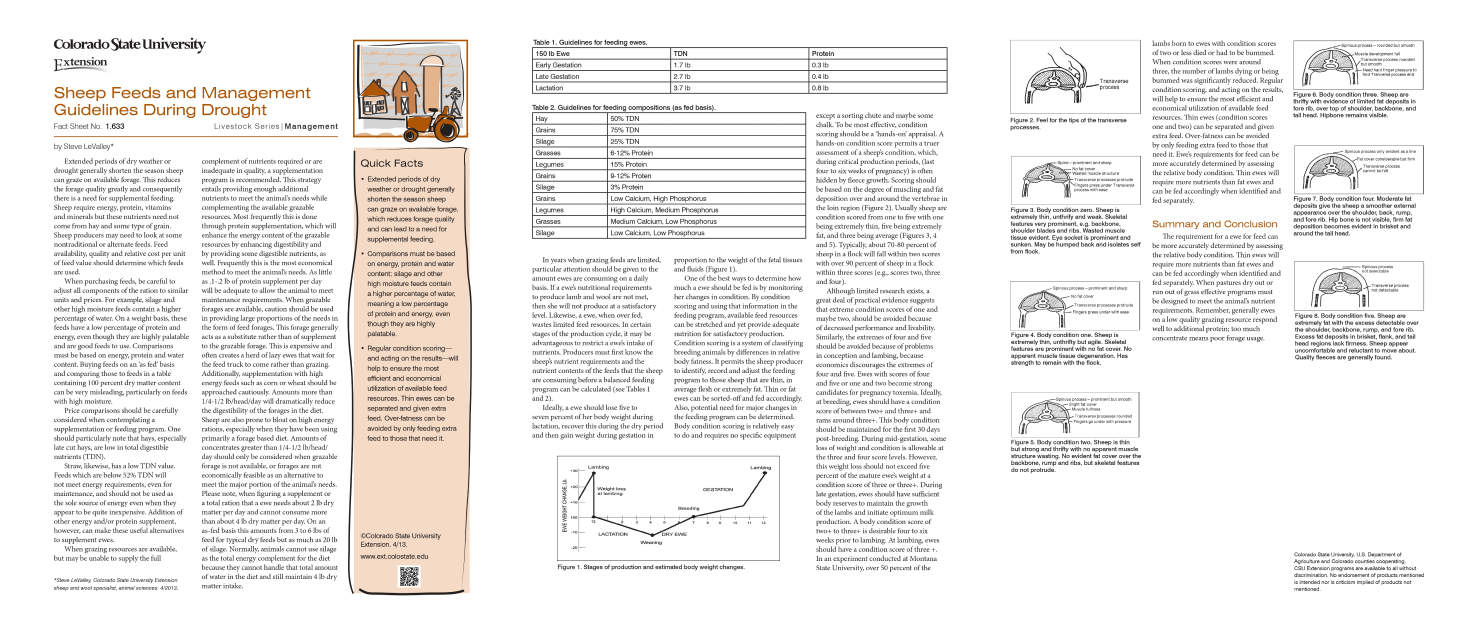 Colorado State University
Extension
Sheep Feeds and Management
Guidelines During Drought
Fact Sheet No. 1.633
Livestock Series | Management
by Steve LeValley*
Extended periods of dry weather or
drought generally shorten the season sheep
can graze on available forage. This reduces
the forage quality greatly and consequently
there is a need for supplemental feeding.
Sheep require energy, protein, vitamins
and minerals but these nutrients need not
come from hay and some type of grain.
Sheep producers may need to look at some
nontraditional or alternate feeds. Feed
availability, quality and relative cost per unit
of feed value should determine which feeds
are used.
When purchasing feeds, be careful to
adjust all components of the ration to similar
units and prices. For example, silage and
other high moisture feeds contain a higher
percentage of water. On a weight basis, these
feeds have a low percentage of protein and
energy, even though they are highly palatable
and are good feeds to use. Comparisons
must be based on energy, protein and water
content. Buying feeds on an 'as fed' basis
and comparing those to feeds in a table
containing 100 percent dry matter content
can be very misleading, particularly on feeds
with high moisture.
Price comparisons should be carefully
considered when contemplating a
supplementation or feeding program. One
should particularly note that hays, especially
late cut hays, are low in total digestible
nutrients (TDN).
Straw, likewise, has a low TDN value.
Feeds which are below 52% TDN will
not meet energy requirements, even for
maintenance, and should not be used as
the sole source of energy even when they
appear to be quite inexpensive. Addition of
other energy and/or protein supplement,
however, can make these useful alternatives
to supplement ewes.
When grazing resources are available,
but may be unable to supply the full
*Steve LeValley, Colorado State University Extension
sheep and wool specialist, animal sciences. 4/2013.
complement of nutrients required or are
inadequate in quality, a supplementation
program is recommended. This strategy
entails providing enough additional
nutrients to meet the animal's needs while
complementing the available grazable
resources. Most frequently this is done
through protein supplementation, which will
enhance the energy content of the grazable
resources by enhancing digestibility and
by providing some digestible nutrients, as
well. Frequently this is the most economical
method to meet the animal's needs. As little
as .1-.2 lb of protein supplement per day
will be adequate to allow the animal to meet
maintenance requirements. When grazable
forages are available, caution should be used
in providing large proportions of the needs in
the form of feed forages. This forage generally
acts as a substitute rather than of supplement
to the grazable forage. This is expensive and
often creates a herd of lazy ewes that wait for
the feed truck to come rather than grazing.
Additionally, supplementation with high
energy feeds such as corn or wheat should be
approached cautiously. Amounts more than
1/4-1/2 lb/head/day will dramatically reduce
the digestibility of the forages in the diet.
Sheep are also prone to bloat on high energy
rations, especially when they have been using
primarily a forage based diet. Amounts of
concentrates greater than 1/4-1/2 lb/head/
day should only be considered when grazable
forage is not available, or forages are not
economically feasible as an alternative to
meet the major portion of the animal's needs.
Please note, when figuring a supplement or
a total ration that a ewe needs about 2 lb dry
matter per day and cannot consume more
than about 4 lb dry matter per day. On an
as-fed basis this amounts from 3 to 6 lbs of
feed for typical dry feeds but as much as 20 lb
of silage. Normally, animals cannot use silage
as the total energy complement for the diet
because they cannot handle that total amount
of water in the diet and still maintain 4 lb dry
matter intake.
Quick Facts
• Extended periods of dry
weather or drought generally
shorten the season sheep
can graze on available forage,
which reduces forage quality
and can lead to a need for
supplemental feeding.
• Comparisons must be based
on energy, protein and water
content; silage and other
high moisture feeds contain
a higher percentage of water,
meaning a low percentage
of protein and energy, even
though they are highly
palatable.
• Regular condition scoring—
and acting on the results—will
help to ensure the most
efficient and economical
utilization of available feed
resources. Thin ewes can be
separated and given extra
feed. Over-fatness can be
avoided by only feeding extra
feed to those that need it.
©Colorado State University
Extension. 4/13.
www.ext.colostate.edu
Table 1. Guidelines for feeding ewes.
150 lb Ewe TDN Protein
Early Gestation 1.7 lb 0.3 lb
Late Gestation 2.7 lb 0.4 lb
Lactation 3.7 lb 0.8 lb
Table 2. Guidelines for feeding compositions (as fed basis).
Hay 50% TDN
Grains 75% TDN
Silage 25% TDN
Grasses 6-12% Protein
Legumes 15% Protein
Grains 9-12% Proten
Silage 3% Protein
Grains Low Calcium, High Phosphorus
Legumes High Calcium, Medium Phosphorus
Grasses Medium Calcium, Low Phosphorus
Silage Low Calcium, Low Phosphorus
In years when grazing feeds are limited,
particular attention should be given to the
amount ewes are consuming on a daily
basis. If a ewe's nutritional requirements
to produce lamb and wool are not met,
then she will not produce at a satisfactory
level. Likewise, a ewe, when over fed,
wastes limited feed resources. In certain
stages of the production cycle, it may be
advantageous to restrict a ewe's intake of
nutrients. Producers must first know the
sheep's nutrient requirements and the
nutrient contents of the feeds that the sheep
are consuming before a balanced feeding
program can be calculated (see Tables 1
and 2).
Ideally, a ewe should lose five to
seven percent of her body weight during
lactation, recover this during the dry period
and then gain weight during gestation in
proportion to the weight of the fetal tissues
and fluids (Figure 1).
One of the best ways to determine how
much a ewe should be fed is by monitoring
her changes in condition. By condition
scoring and using that information in the
feeding program, available feed resources
can be stretched and yet provide adequate
nutrition for satisfactory production.
Condition scoring is a system of classifying
breeding animals by differences in relative
body fatness. It permits the sheep producer
to identify, record and adjust the feeding
program to those sheep that are thin, in
average flesh or extremely fat. Thin or fat
ewes can be sorted-off and fed accordingly.
Also, potential need for major changes in
the feeding program can be determined.
Body condition scoring is relatively easy
to do and requires no specific equipment
EWE WEIGHT CHANGE, Lb.
+30
+20
+10
-00
-10
-20
Lambing
Weight loss
at lambing
GESTATION
Lambing
Breeding
12 2 4 6 4 2 7 8 9 10 11 12
LACTATION
DRY EWE
Weaning
Figure 1. Stages of production and estimated body weight changes.
except a sorting chute and maybe some
chalk. To be most effective, condition
scoring should be a 'hands-on' appraisal. A
hands-on condition score permits a truer
assessment of a sheep's condition, which,
during critical production periods, (last
four to six weeks of pregnancy) is often
hidden by fleece growth. Scoring should
be based on the degree of muscling and fat
deposition over and around the vertebrae in
the loin region (Figure 2). Usually sheep are
condition scored from one to five with one
being extremely thin, five being extremely
fat, and three being average (Figures 3, 4
and 5). Typically, about 70-80 percent of
sheep in a flock will fall within two scores
with over 90 percent of sheep in a flock
within three scores (e.g., scores two, three
and four).
Although limited research exists, a
great deal of practical evidence suggests
that extreme condition scores of one and
maybe two, should be avoided because
of decreased performance and livability.
Similarly, the extremes of four and five
should be avoided because of problems
in conception and lambing, because
economics discourages the extremes of
four and five. Ewes with scores of four
and five or one and two become strong
candidates for pregnancy toxemia. Ideally,
at breeding, ewes should have a condition
score of between two+ and three+ and
rams around three+. This body condition
should be maintained for the first 30 days
post-breeding. During mid-gestation, some
loss of weight and condition is allowable at
the three and four score levels. However,
this weight loss should not exceed five
percent of the mature ewe's weight at a
condition score of three or three+. During
late gestation, ewes should have sufficient
body reserves to maintain the growth
of the lambs and initiate optimum milk
production. A body condition score of
two+ to three+ is desirable four to six
weeks prior to lambing. At lambing, ewes
should have a condition score of three +.
In an experiment conducted at Montana
State University, over 50 percent of the
Transverse
process
Figure 2. Feel for the tips of the transverse
processes.
Spine – prominent and sharp
No fat cover
Wasted muscle structure
Transverse processes protrude
Fingers press under Transverse
process with ease
Figure 3. Body condition zero. Sheep is
extremely thin, unthrifty and weak. Skeletal
features very prominent, e.g. backbone,
shoulder blades and ribs. Wasted muscle
tissue evident. Eye socket is prominent and
sunken. May be humped back and isolates self
from flock.
Spinous process – prominent and sharp
No fat cover
Transverse processes protrude
Fingers press under with ease
Figure 4. Body condition one. Sheep is
extremely thin, unthrifty but agile. Skeletal
features are prominent with no fat cover. No
apparent muscle tissue degeneration. Has
strength to remain with the flock.
Spinous process – prominent but smooth
Slight fat cover
Muscle fullness
Transverse processes rounded
Fingers go under with pressure
Figure 5. Body condition two. Sheep is thin
but strong and thrifty with no apparent muscle
structure wasting. No evident fat cover over the
backbone, rump and ribs, but skeletal features
do not protrude.
lambs born to ewes with condition scores
of two or less died or had to be bummed.
When condition scores were around
three, the number of lambs dying or being
bummed was significantly reduced. Regular
condition scoring, and acting on the results,
will help to ensure the most efficient and
economical utilization of available feed
resources. Thin ewes (condition scores
one and two) can be separated and given
extra feed. Over-fatness can be avoided
by only feeding extra feed to those that
need it. Ewe's requirements for feed can be
more accurately determined by assessing
the relative body condition. Thin ewes will
require more nutrients than fat ewes and
can be fed accordingly when identified and
fed separately.
Summary and Conclusion
The requirement for a ewe for feed can
be more accurately determined by assessing
the relative body condition. Thin ewes will
require more nutrients than fat ewes and
can be fed accordingly when identified and
fed separately. When pastures dry out or
run out of grass effective programs must
be designed to meet the animal's nutrient
requirements. Remember, generally ewes
on a low quality grazing resource respond
well to additional protein; too much
concentrate means poor forage usage.
Spinous process – rounded but smooth
Muscle development full
Transverse process rounded
but smooth
Need hard finger pressure to
find Tranverse process end
Figure 6. Body condition three. Sheep are
thrifty with evidence of limited fat deposits in
fore rib, over top of shoulder, backbone, and
tail head. Hipbone remains visible.
Spinous process only evident as a line
Fat cover considerable but firm
Transverse process
cannot be felt
Figure 7. Body condition four. Moderate fat
deposits give the sheep a smoother external
appearance over the shoulder, back, rump,
and fore rib. Hip bone is not visible, firm fat
deposition becomes evident in brisket and
around the tail head.
Spinous process
not detectable
Transverse process
not detectable
Figure 8. Body condition five. Sheep are
extremely fat with the excess detectable over
the shoulder, backbone, rump, and fore rib.
Excess fat deposits in brisket, flank, and tail
head regions lack firmness. Sheep appear
uncomfortable and reluctant to move about.
Quality fleeces are generally found.
Colorado State University, U.S. Department of
Agriculture and Colorado counties cooperating.
CSU Extension programs are available to all without
discrimination. No endorsement of products mentioned
is intended nor is criticism implied of products not
mentioned.